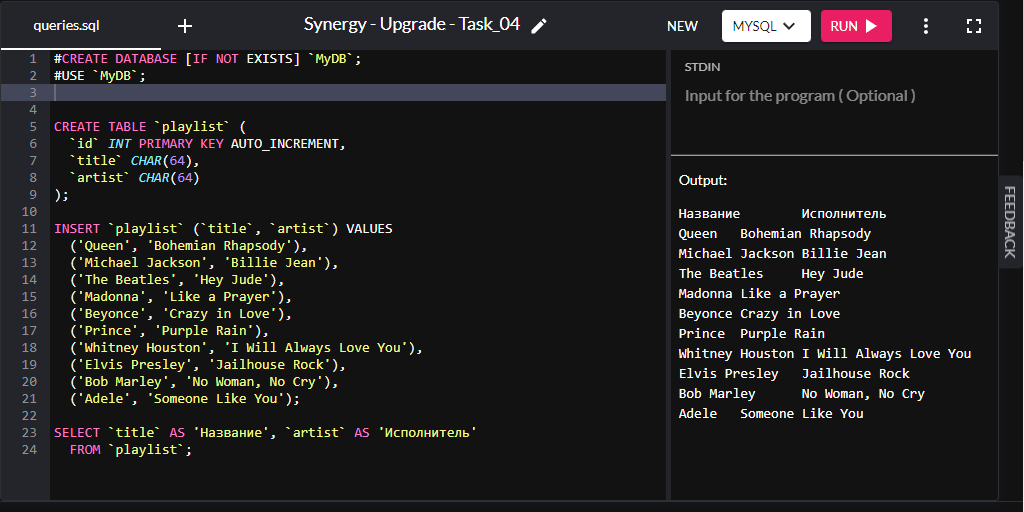 queries.sql
+
Synergy - Upgrade - Task_04
NEW
MYSQL
RUN
1 #CREATE DATABASE [IF NOT EXISTS] `MyDB`;
2 #USE `MyDB`;
3
4
5 CREATE TABLE `playlist` (
6   `id` INT PRIMARY KEY AUTO_INCREMENT,
7   `title` CHAR(64),
8   `artist` CHAR(64)
9 );
10
11 INSERT `playlist` (`title`, `artist`) VALUES
12   ('Queen', 'Bohemian Rhapsody'),
13   ('Michael Jackson', 'Billie Jean'),
14   ('The Beatles', 'Hey Jude'),
15   ('Madonna', 'Like a Prayer'),
16   ('Beyonce', 'Crazy in Love'),
17   ('Prince', 'Purple Rain'),
18   ('Whitney Houston', 'I Will Always Love You'),
19   ('Elvis Presley', 'Jailhouse Rock'),
20   ('Bob Marley', 'No Woman, No Cry'),
21   ('Adele', 'Someone Like You');
22
23 SELECT `title` AS 'Название', `artist` AS 'Исполнитель'
24   FROM `playlist`;
STDIN
Input for the program ( Optional )
Output:
Название Исполнитель
Queen Bohemian Rhapsody
Michael Jackson Billie Jean
The Beatles Hey Jude
Madonna Like a Prayer
Beyonce Crazy in Love
Prince Purple Rain
Whitney Houston I Will Always Love You
Elvis Presley Jailhouse Rock
Bob Marley No Woman, No Cry
Adele Someone Like You
FEEDBACK